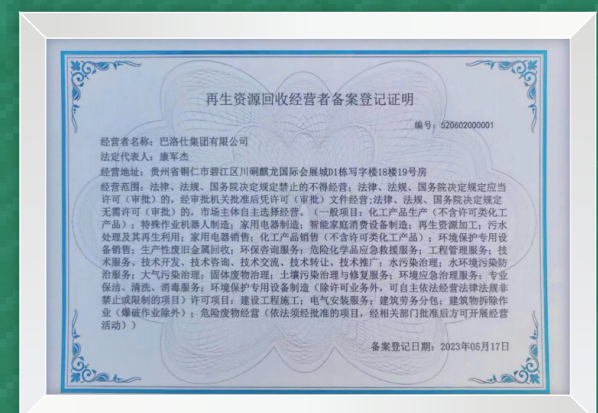 再生资源回收经营者备案登记证明
编号：520602000001
经营者名称：巴洛仕集团有限公司
法定代表人：康军杰
经营地址：贵州省铜仁市碧江区川硐麒龙国际会展城D1栋写字楼18楼19号房
经营范围：法律、法规、国务院决定规定禁止的不得经营；法律、法规、国务院决定规定应当
许可（审批）的，经审批机关批准后凭许可（审批）文件经营;法律、法规、国务院决定规定
无需许可（审批）的，市场主体自主选择经营。（一般项目：化工产品生产（不含许可类化工
产品）；特殊作业机器人制造；家用电器制造；智能家庭消费设备制造；再生资源加工；污水
处理及其再生利用；家用电器销售；化工产品销售（不含许可类化工产品）；环境保护专用设
备销售；生产性废旧金属回收；环保咨询服务；危险化学品应急救援服务；工程管理服务；技
术服务、技术开发、技术咨询、技术交流、技术转让、技术推广；水污染治理；水环境污染防
治服务；大气污染治理；固体废物治理；土壤污染治理与修复服务；环境应急治理服务；专业
保洁、清洗、消毒服务；环境保护专用设备制造（除许可业务外，可自主依法经营法律法规非
禁止或限制的项目）许可项目：建设工程施工；电气安装服务；建筑劳务分包；建筑物拆除作
业（爆破作业除外）；危险废物经营（依法须经批准的项目，经相关部门批准后方可开展经营
活动））
备案登记日期：2023年05月17日